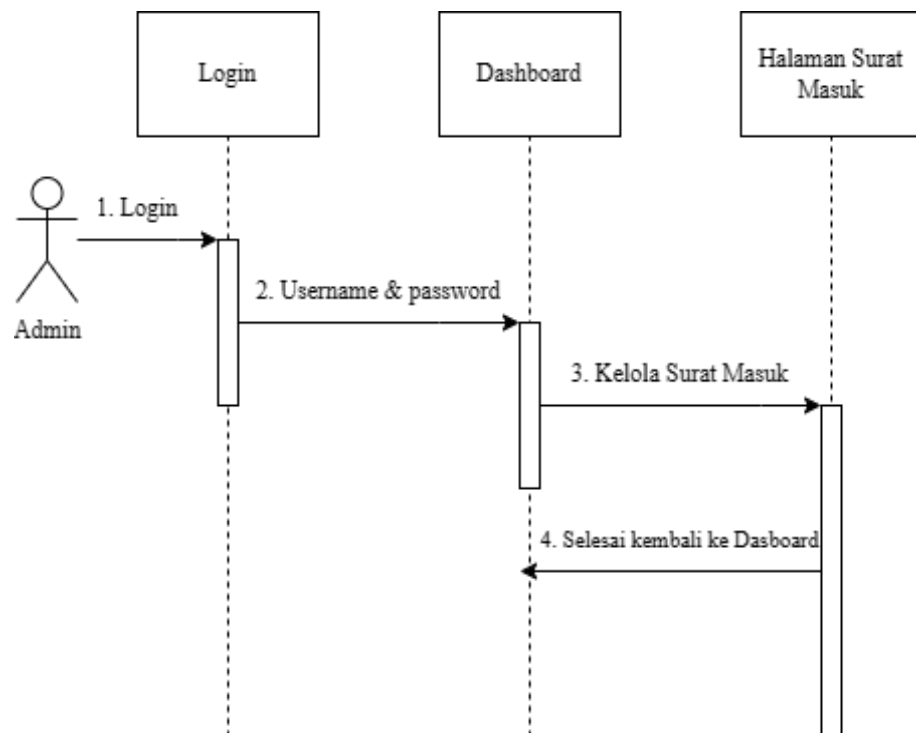 Login
Dashboard
Halaman Surat
Masuk
1. Login
Admin
2. Username & password
3. Kelola Surat Masuk
4. Selesai kembali ke Dasboard